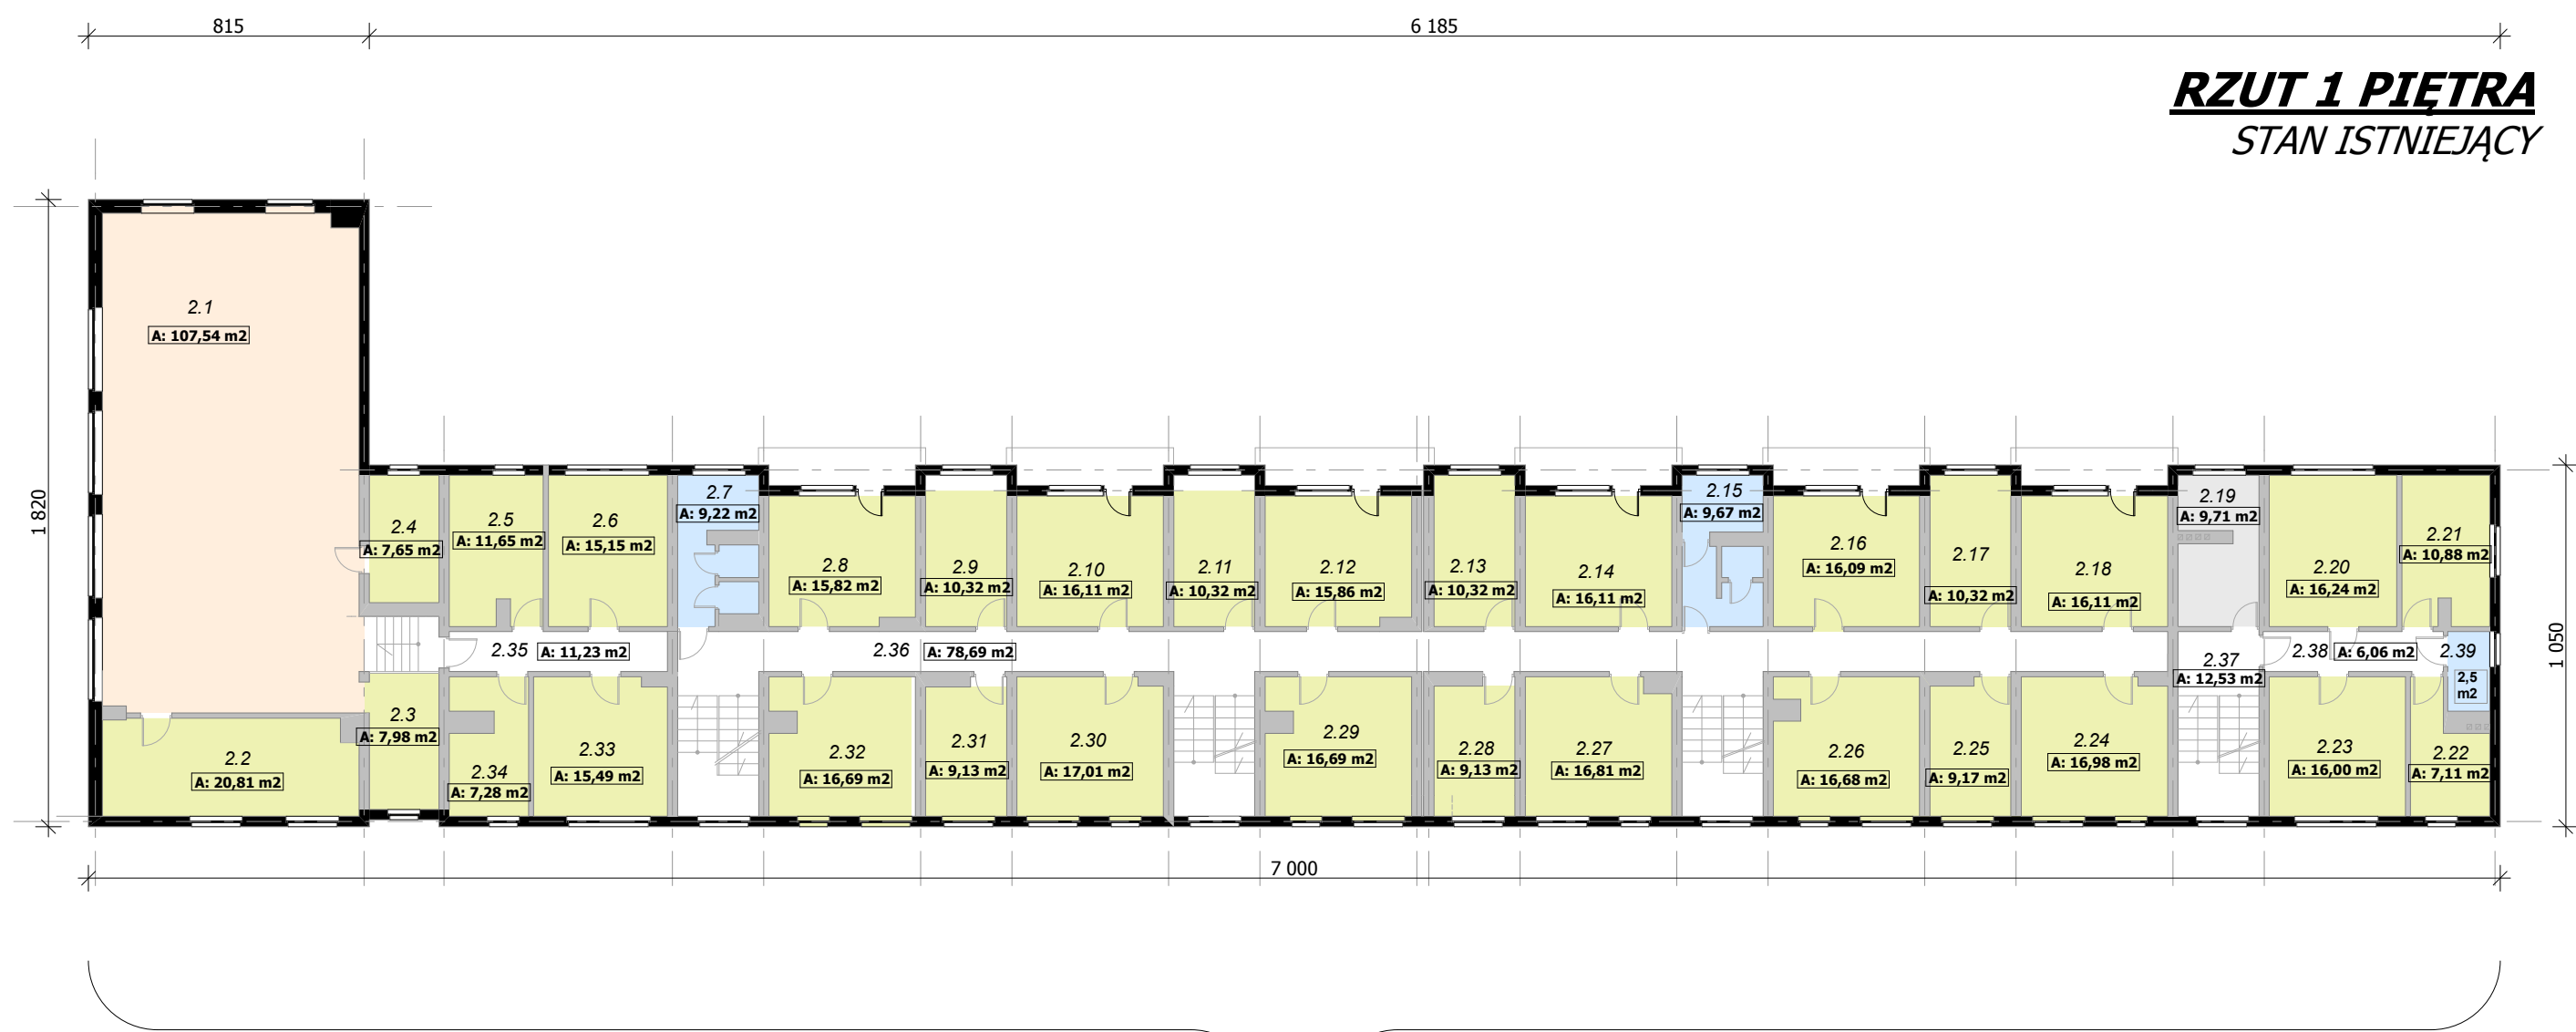 815
6 185
RZUT 1 PIĘTRA
STAN ISTNIEJĄCY
1 820
1 050
7 000
2.1
A: 107,54 m2
2.2
A: 20,81 m2
2.3
A: 7,98 m2
2.4
A: 7,65 m2
2.5
A: 11,65 m2
2.6
A: 15,15 m2
2.7
A: 9,22 m2
2.8
A: 15,82 m2
2.9
A: 10,32 m2
2.10
A: 16,11 m2
2.11
A: 10,32 m2
2.12
A: 15,86 m2
2.13
A: 10,32 m2
2.14
A: 16,11 m2
2.15
A: 9,67 m2
2.16
A: 16,09 m2
2.17
A: 10,32 m2
2.18
A: 16,11 m2
2.19
A: 9,71 m2
2.20
A: 16,24 m2
2.21
A: 10,88 m2
2.35
A: 11,23 m2
2.36
A: 78,69 m2
2.37
A: 12,53 m2
2.38
A: 6,06 m2
2.39
2,5
m2
2.34
A: 7,28 m2
2.33
A: 15,49 m2
2.32
A: 16,69 m2
2.31
A: 9,13 m2
2.30
A: 17,01 m2
2.29
A: 16,69 m2
2.28
A: 9,13 m2
2.27
A: 16,81 m2
2.26
A: 16,68 m2
2.25
A: 9,17 m2
2.24
A: 16,98 m2
2.23
A: 16,00 m2
2.22
A: 7,11 m2